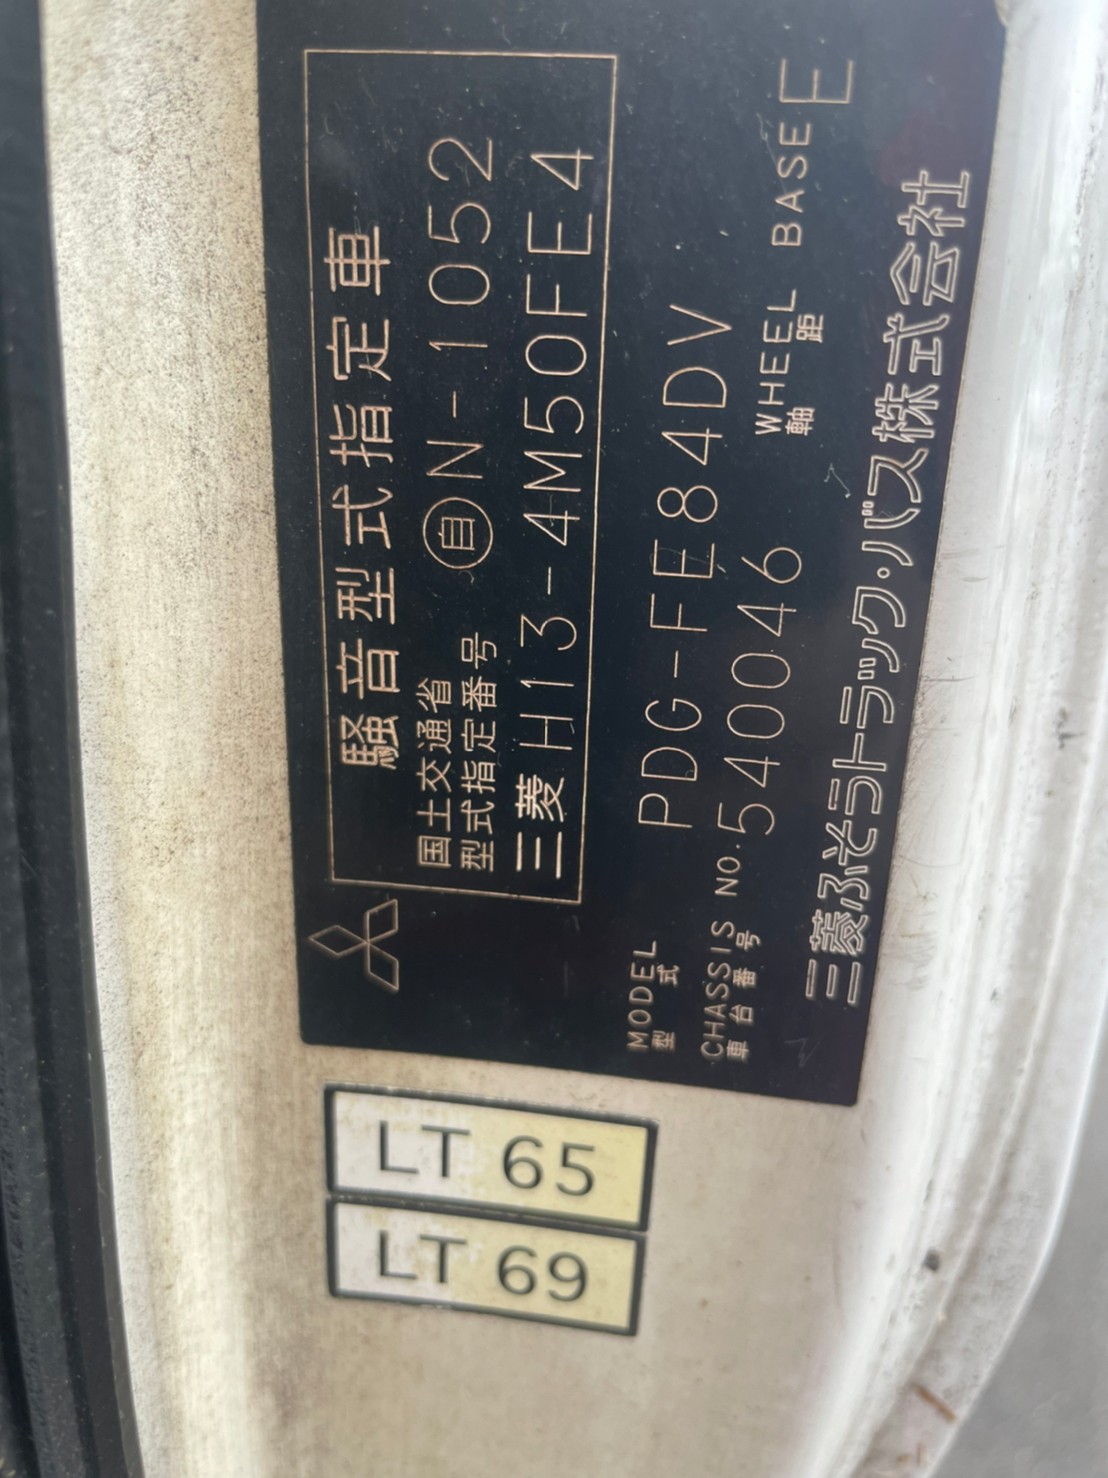 騒音型式指定車
国土交通省
型式指定番号
自 N-1052
三菱 H13-4M50FE4
MODEL
型式
PDG-FE84DV
CHASSIS NO. 540046
車台番号
WHEEL BASE E
軸距
三菱ふそうトラック・バス株式会社
LT 65
LT 69